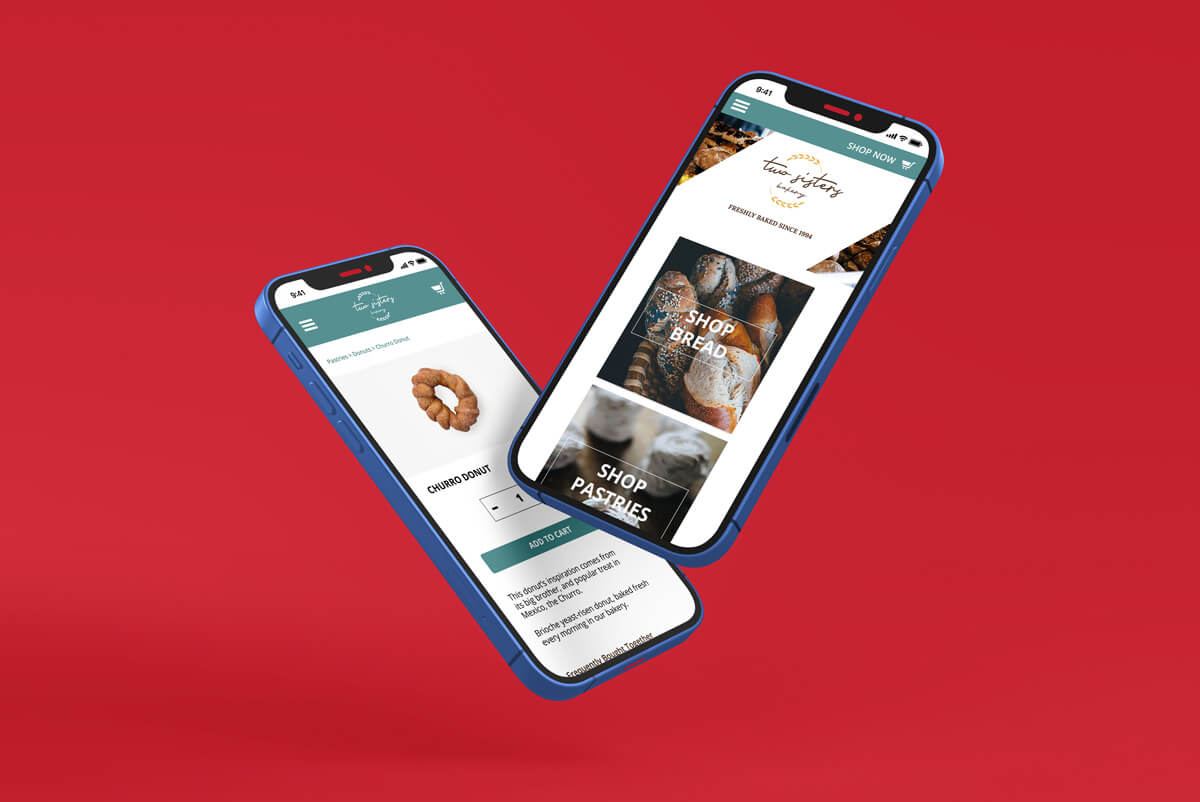 9:41
two sisters
bakery
Pastries > Donuts > Churro Donut
CHURRO DONUT
- 1
ADD TO CART
This donut's inspiration comes from
its big brother, and popular treat in
Mexico, the Churro.
Brioche yeast-risen donut, baked fresh
every morning in our bakery.
Frequently Bought Together
9:41
SHOP NOW
two sisters
bakery
FRESHLY BAKED SINCE 1994
SHOP
BREAD
SHOP
PASTRIES